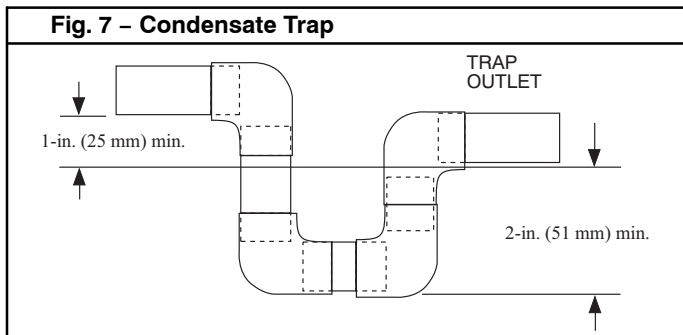 Fig. 7 – Condensate Trap
TRAP
OUTLET
1-in. (25 mm) min.
2-in. (51 mm) min.